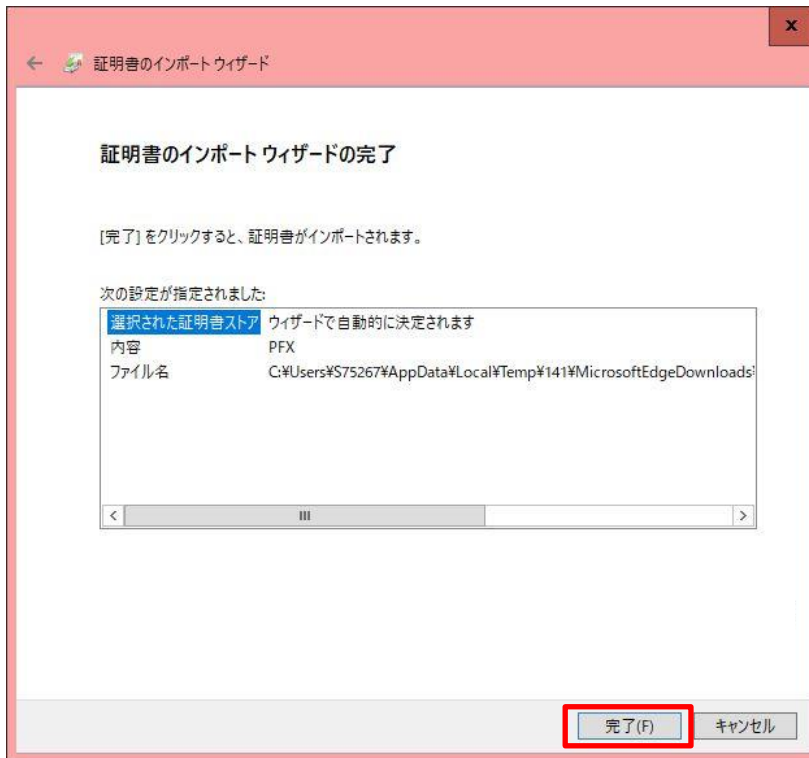 x
証明書のインポート ウィザード
証明書のインポート ウィザードの完了
[完了] をクリックすると、証明書がインポートされます。
次の設定が指定されました:
選択された証明書ストア ウィザードで自動的に決定されます
内容 PFX
ファイル名 C:¥Users¥S75267¥AppData¥Local¥Temp¥141¥MicrosoftEdgeDownloads¥
完了(F) キャンセル